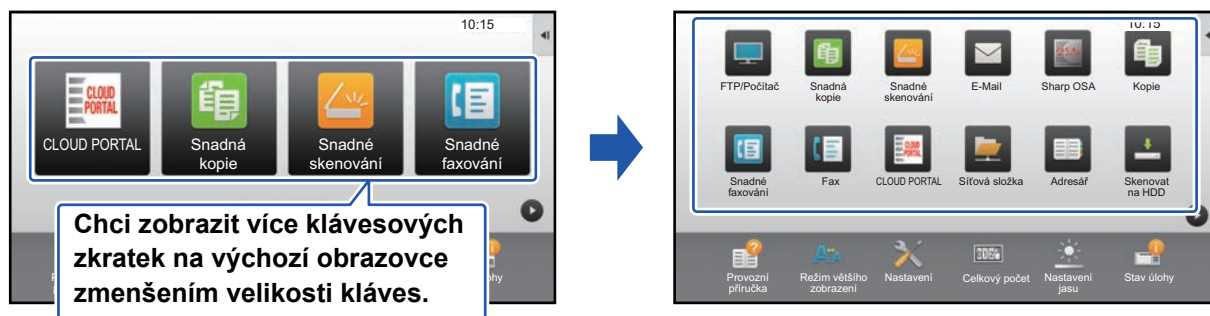 10:15
CLOUD
PORTAL
CLOUD PORTAL
Snadná
kopie
Snadné
skenování
Snadné
faxování
Chci zobrazit více klávesových
zkratek na výchozí obrazovce
zmenšením velikosti kláves.
10:15
FTP/Počítač
Snadná
kopie
Snadné
skenování
E-Mail
Sharp OSA
Kopie
Snadné
faxování
Fax
CLOUD PORTAL
Síťová složka
Adresář
Skenovat
na HDD
Provozní
příručka
Režim většího
zobrazení
Nastavení
Celkový počet
Nastavení
jasu
Stav úlohy